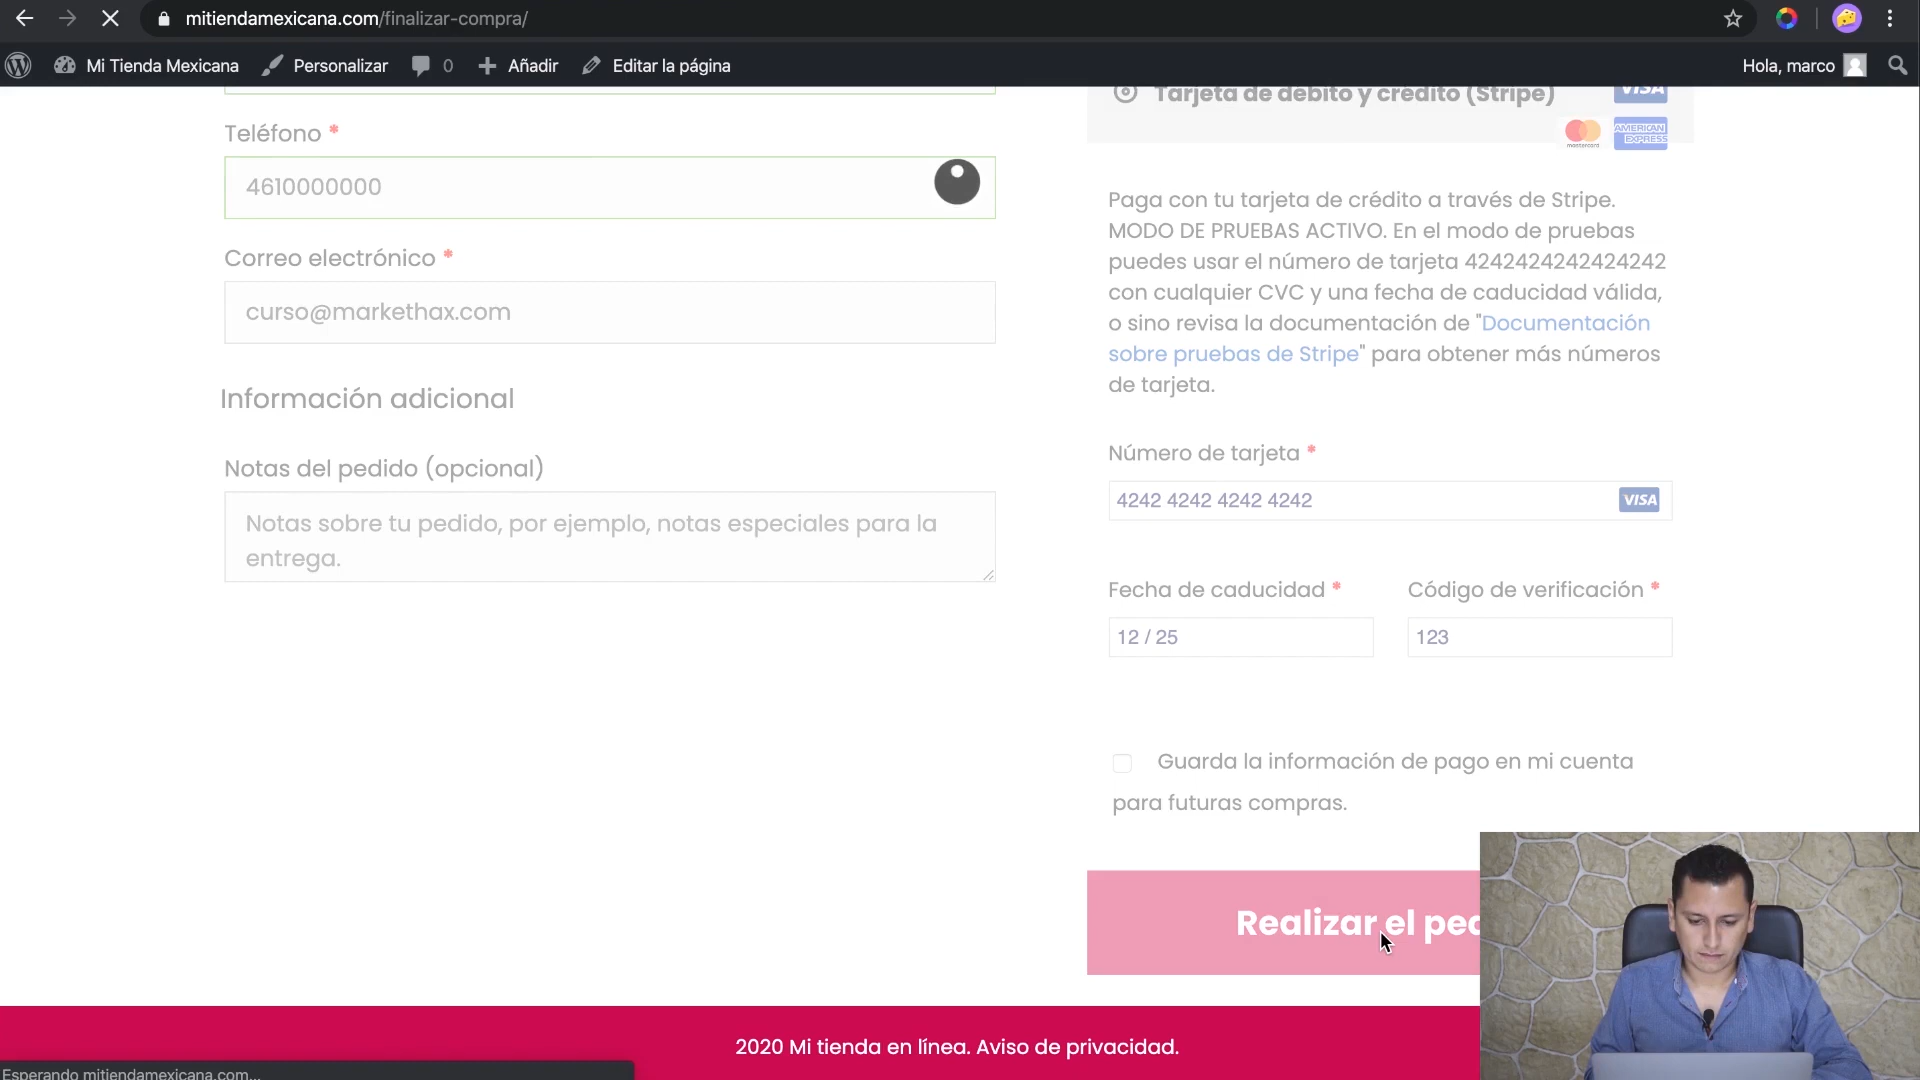 mitiendamexicana.com/finalizar-compra/
Mi Tienda Mexicana
Personalizar
0
Añadir
Editar la página
Hola, marco
Teléfono *
4610000000
Correo electrónico *
curso@markethax.com
Información adicional
Notas del pedido (opcional)
Notas sobre tu pedido, por ejemplo, notas especiales para la
entrega.
Tarjeta de débito y crédito (Stripe)
VISA
mastercard
AMERICAN
EXPRESS
Paga con tu tarjeta de crédito a través de Stripe.
MODO DE PRUEBAS ACTIVO. En el modo de pruebas
puedes usar el número de tarjeta 4242424242424242
con cualquier CVC y una fecha de caducidad válida,
o sino revisa la documentación de "Documentación
sobre pruebas de Stripe" para obtener más números
de tarjeta.
Número de tarjeta *
4242 4242 4242 4242
VISA
Fecha de caducidad *
12 / 25
Código de verificación *
123
Guarda la información de pago en mi cuenta
para futuras compras.
Realizar el ped
2020 Mi tienda en línea. Aviso de privacidad.
Esperando mitiendamexicana.com...